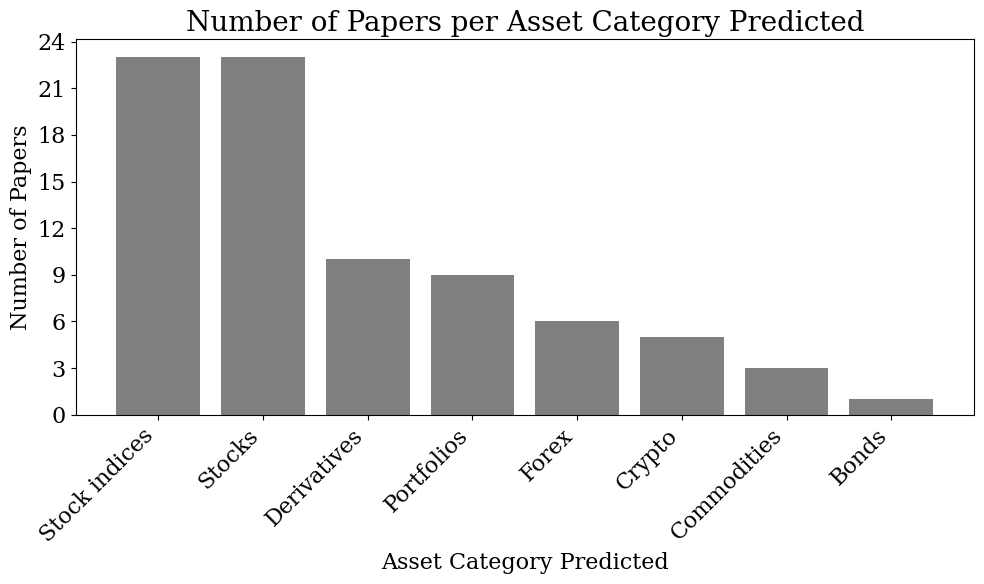 Number of Papers per Asset Category Predicted
Number of Papers
24
21
18
15
12
9
6
3
0
Stock indices
Stocks
Derivatives
Portfolios
Forex
Crypto
Commodities
Bonds
Asset Category Predicted